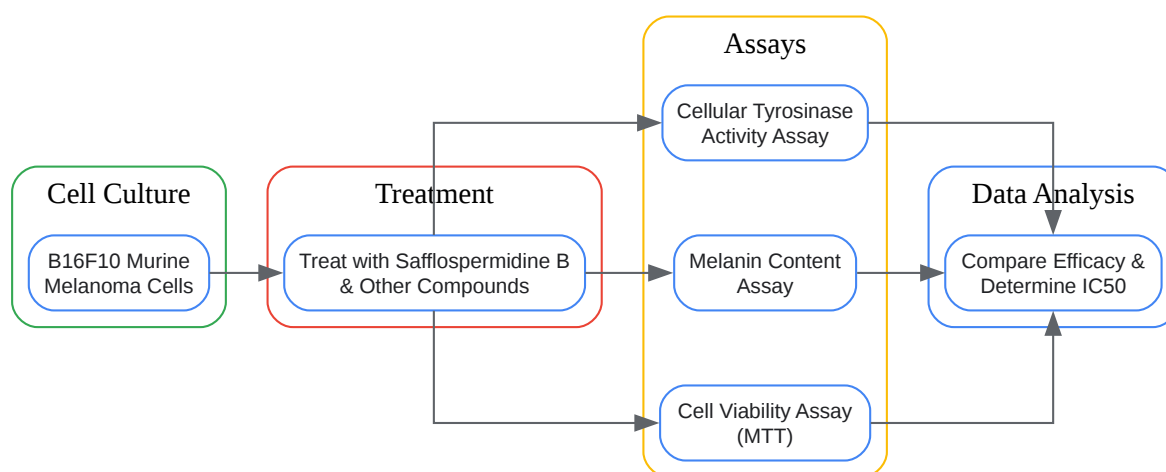 Cell Culture
B16F10 Murine
Melanoma Cells
Treatment
Treat with Safflospermidine B
& Other Compounds
Assays
Cellular Tyrosinase
Activity Assay
Melanin Content
Assay
Cell Viability Assay
(MTT)
Data Analysis
Compare Efficacy &
Determine IC50